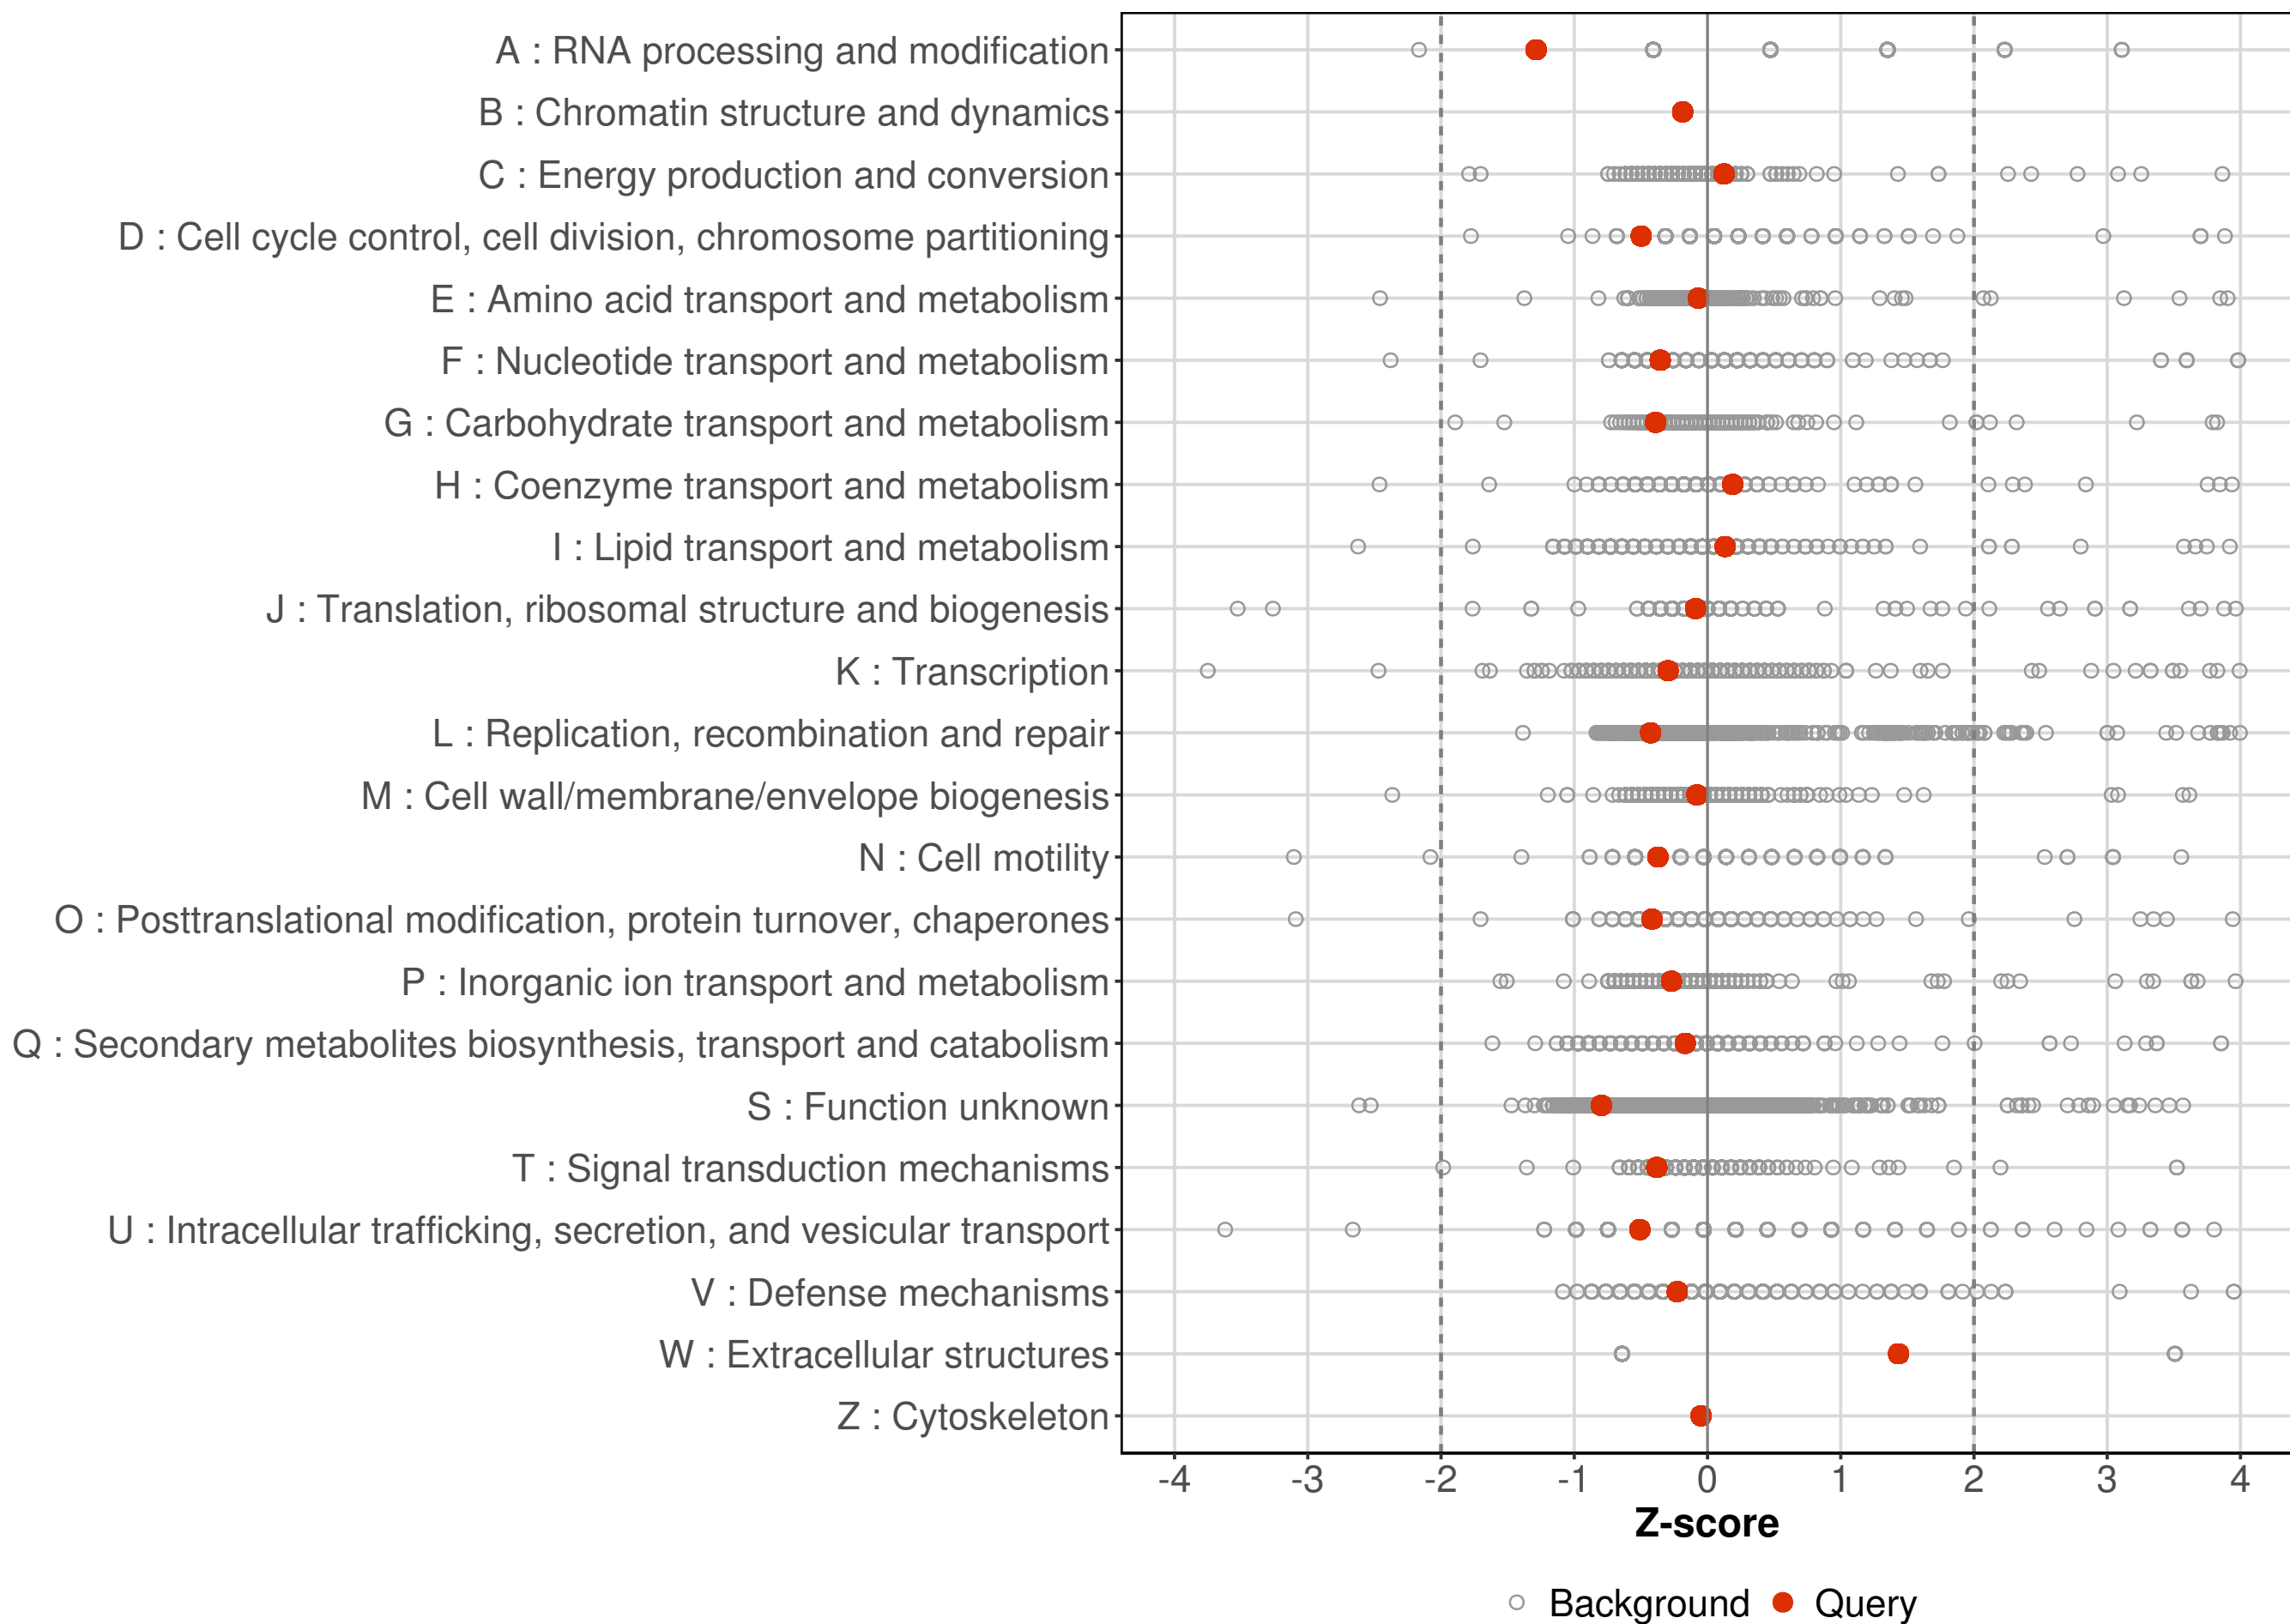 A : RNA processing and modification
B : Chromatin structure and dynamics
C : Energy production and conversion
D : Cell cycle control, cell division, chromosome partitioning
E : Amino acid transport and metabolism
F : Nucleotide transport and metabolism
G : Carbohydrate transport and metabolism
H : Coenzyme transport and metabolism
I : Lipid transport and metabolism
J : Translation, ribosomal structure and biogenesis
K : Transcription
L : Replication, recombination and repair
M : Cell wall/membrane/envelope biogenesis
N : Cell motility
O : Posttranslational modification, protein turnover, chaperones
P : Inorganic ion transport and metabolism
Q : Secondary metabolites biosynthesis, transport and catabolism
S : Function unknown
T : Signal transduction mechanisms
U : Intracellular trafficking, secretion, and vesicular transport
V : Defense mechanisms
W : Extracellular structures
Z : Cytoskeleton
-4 -3 -2 -1 0 1 2 3 4
Z-score
Background Query